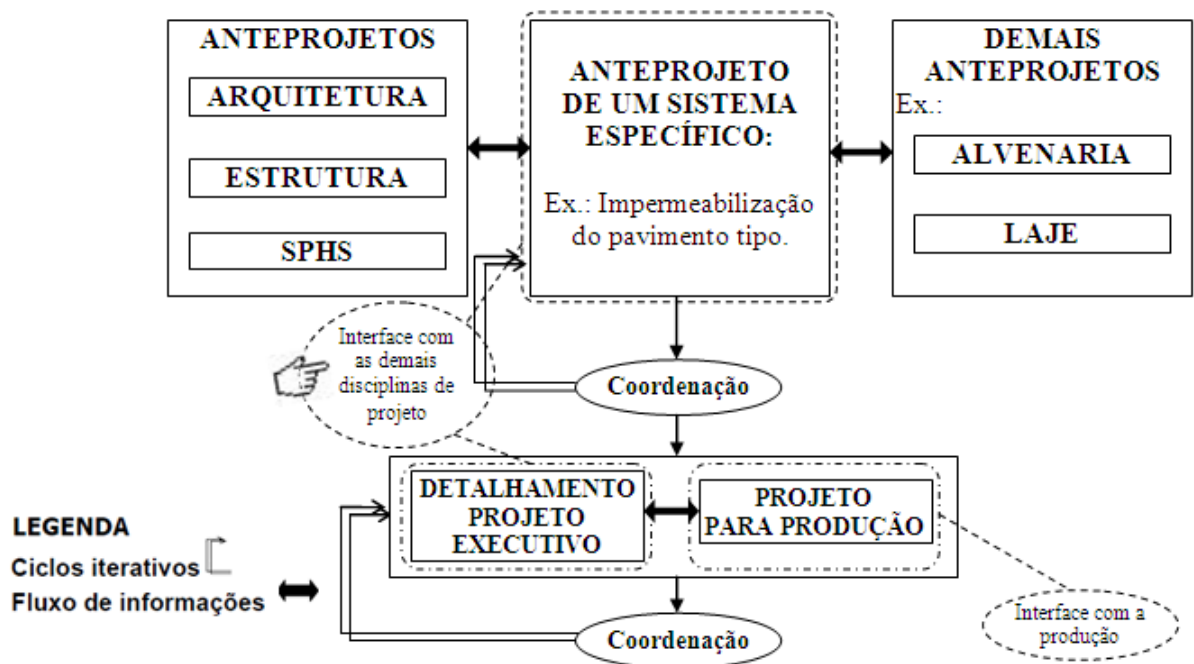 ANTEPROJETOS
ARQUITETURA
ESTRUTURA
SPHS
ANTEPROJETO
DE UM SISTEMA
ESPECÍFICO:
Ex.: Impermeabilização
do pavimento tipo.
DEMAIS
ANTEPROJETOS
Ex.:
ALVENARIA
LAJE
Interface com
as demais
disciplinas de
projeto
Coordenação
DETALHAMENTO
PROJETO
EXECUTIVO
PROJETO
PARA PRODUÇÃO
LEGENDA
Ciclos iterativos
Fluxo de informações
Interface com a
produção
Coordenação